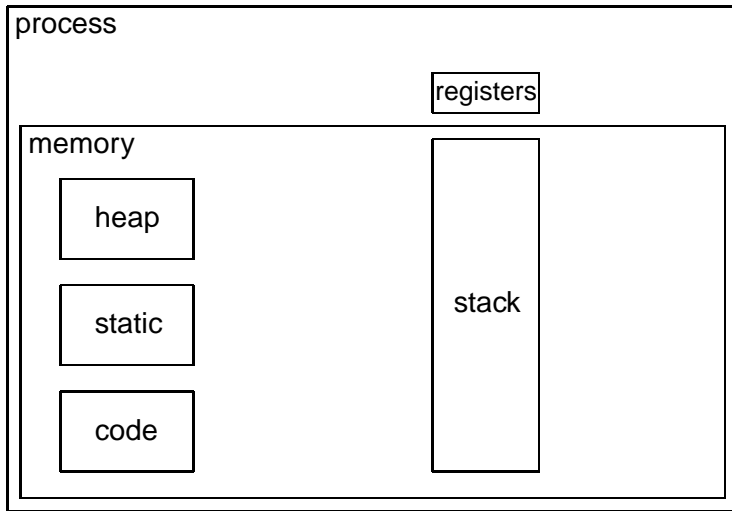 process
registers
memory
heap
static
stack
code